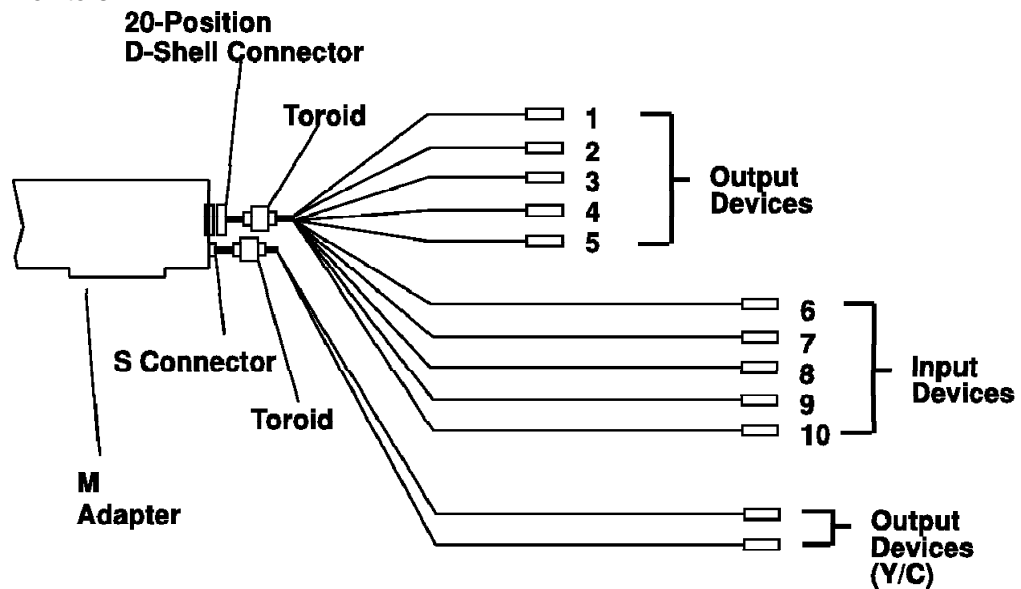 20-Position
D-Shell Connector
Toroid
1
2
3
4
5
Output
Devices
6
7
8
9
10
Input
Devices
S Connector
Toroid
M
Adapter
Output
Devices
(Y/C)